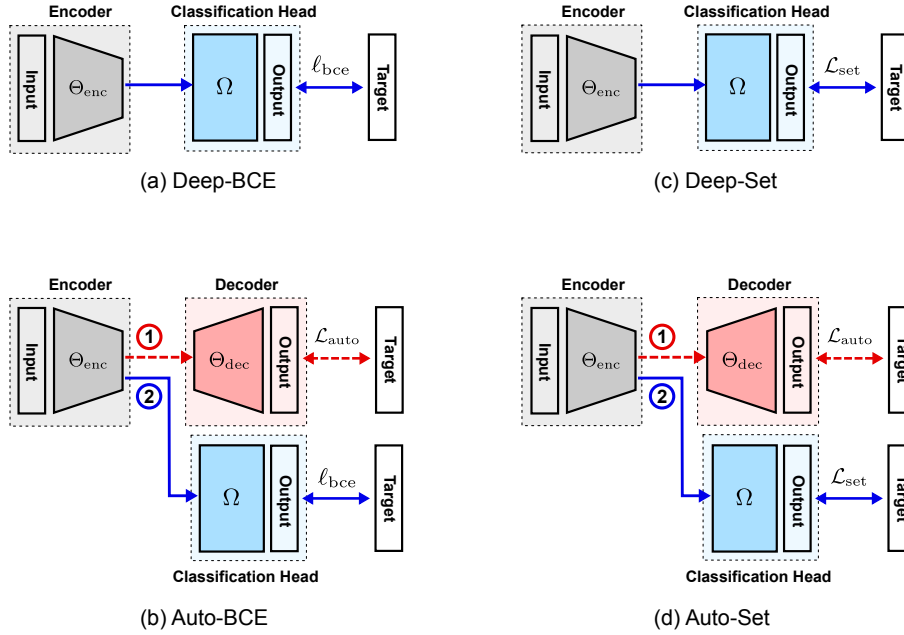 Encoder
Classification Head
Input
Θenc
Ω
Output
ℓbce
Target
(a) Deep-BCE
Encoder
Classification Head
Input
Θenc
Ω
Output
ℒset
Target
(c) Deep-Set
Encoder
Decoder
Input
Θenc
1
2
Θdec
Output
ℒauto
Target
Ω
Output
ℓbce
Target
Classification Head
(b) Auto-BCE
Encoder
Decoder
Input
Θenc
1
2
Θdec
Output
ℒauto
Target
Ω
Output
ℒset
Target
Classification Head
(d) Auto-Set